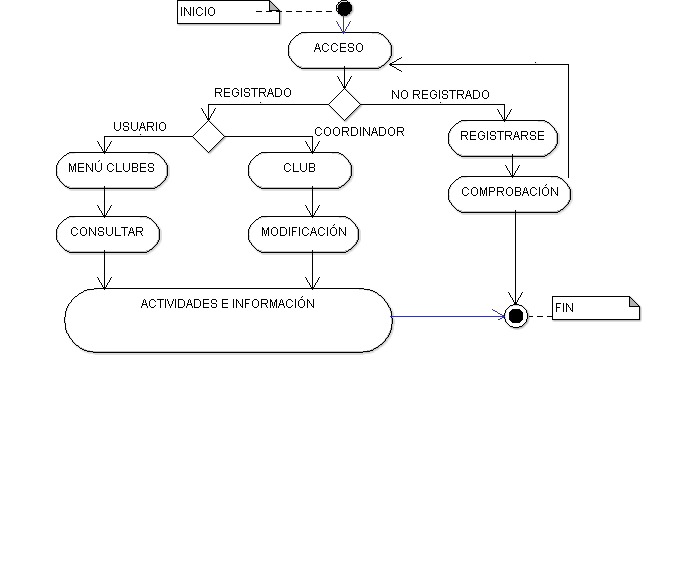 INICIO
ACCESO
REGISTRADO
NO REGISTRADO
USUARIO
COORDINADOR
REGISTRARSE
MENÚ CLUBES
CLUB
COMPROBACIÓN
CONSULTAR
MODIFICACIÓN
ACTIVIDADES E INFORMACIÓN
FIN